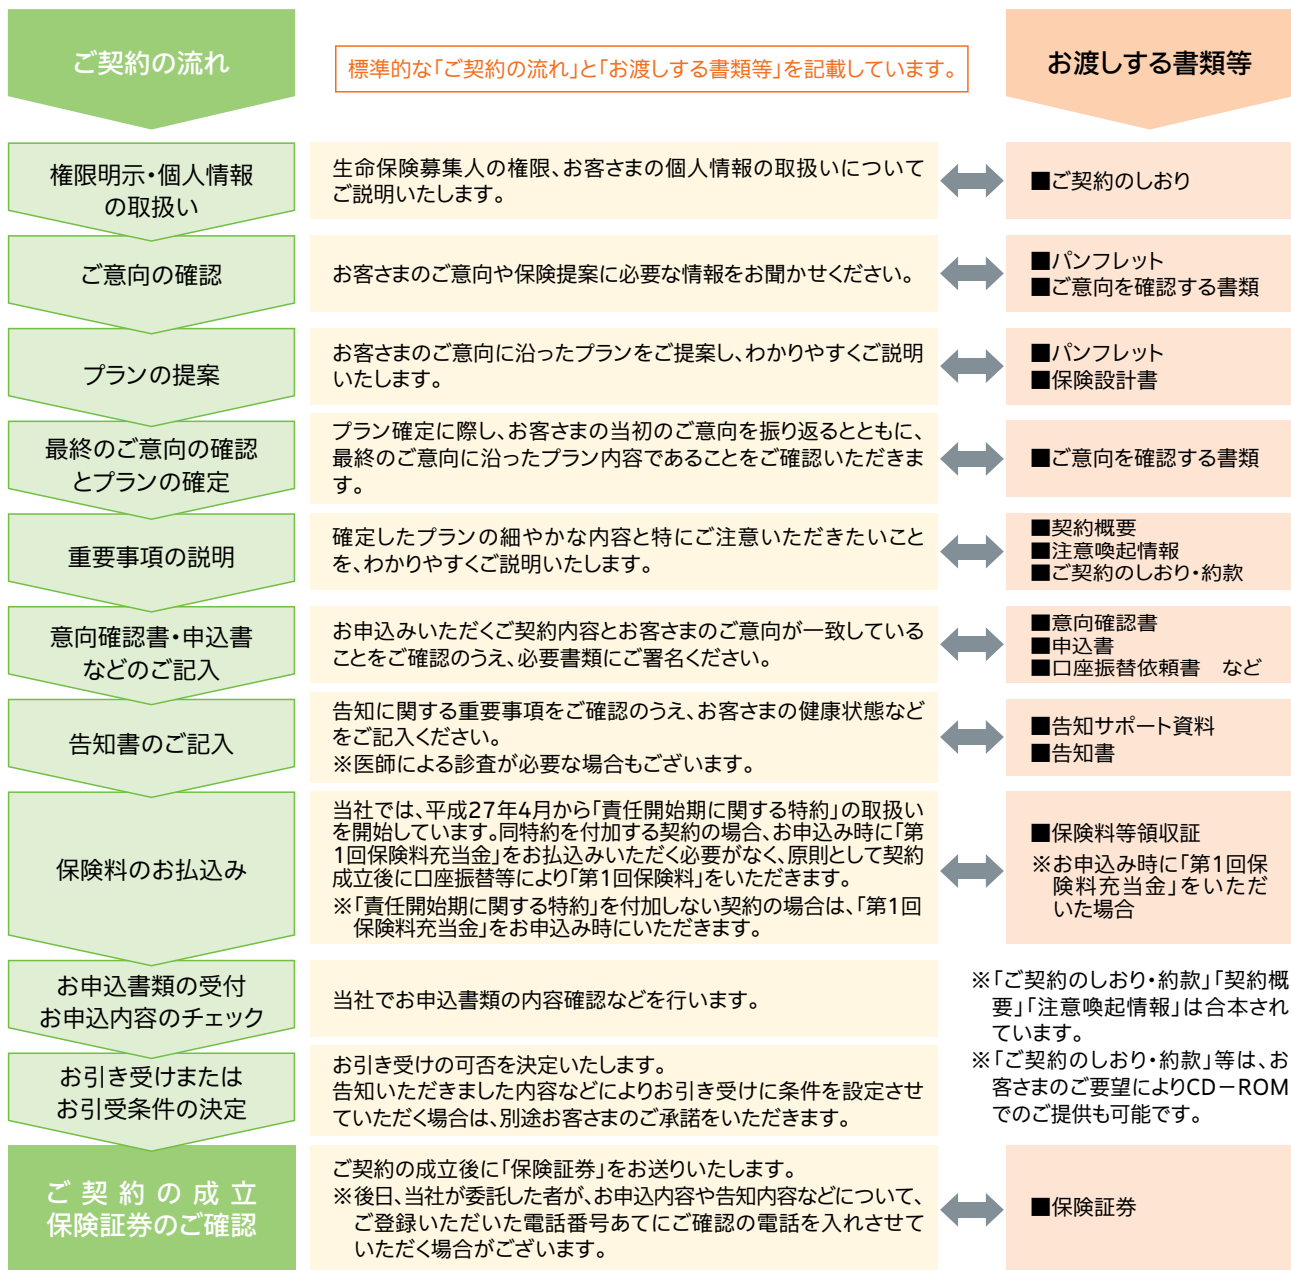 ご契約の流れ
標準的な「ご契約の流れ」と「お渡しする書類等」を記載しています。
お渡しする書類等
権限明示・個人情報
の取扱い
生命保険募集人の権限、お客さまの個人情報の取扱いについて
ご説明いたします。
■ご契約のしおり
ご意向の確認
お客さまのご意向や保険提案に必要な情報をお聞かせください。
■パンフレット
■ご意向を確認する書類
プランの提案
お客さまのご意向に沿ったプランをご提案し、わかりやすくご説明
いたします。
■パンフレット
■保険設計書
最終のご意向の確認
とプランの確定
プラン確定に際し、お客さまの当初のご意向を振り返るとともに、
最終のご意向に沿ったプラン内容であることをご確認いただきま
す。
■ご意向を確認する書類
重要事項の説明
確定したプランの細やかな内容と特にご注意いただきたいこと
を、わかりやすくご説明いたします。
■契約概要
■注意喚起情報
■ご契約のしおり・約款
意向確認書・申込書
などのご記入
お申込みいただくご契約内容とお客さまのご意向が一致している
ことをご確認のうえ、必要書類にご署名ください。
■意向確認書
■申込書
■口座振替依頼書　など
告知書のご記入
告知に関する重要事項をご確認のうえ、お客さまの健康状態など
をご記入ください。
※医師による診査が必要な場合もございます。
■告知サポート資料
■告知書
保険料のお払込み
当社では、平成27年4月から「責任開始期に関する特約」の取扱い
を開始しています。同特約を付加する契約の場合、お申込み時に「第
1回保険料充当金」をお払込みいただく必要がなく、原則として契約
成立後に口座振替等により「第1回保険料」をいただきます。
※「責任開始期に関する特約」を付加しない契約の場合は、「第1回
保険料充当金」をお申込み時にいただきます。
■保険料等領収証
※お申込み時に「第1回保
険料充当金」をいただ
いた場合
お申込書類の受付
お申込内容のチェック
当社でお申込書類の内容確認などを行います。
※「ご契約のしおり・約款」「契約概
要」「注意喚起情報」は合本され
ています。
※「ご契約のしおり・約款」等は、お
客さまのご要望によりCD－ROM
でのご提供も可能です。
お引き受けまたは
お引受条件の決定
お引き受けの可否を決定いたします。
告知いただきました内容などによりお引き受けに条件を設定させ
ていただく場合は、別途お客さまのご承諾をいただきます。
ご契約の成立
保険証券のご確認
ご契約の成立後に「保険証券」をお送りいたします。
※後日、当社が委託した者が、お申込内容や告知内容などについて、
ご登録いただいた電話番号あてにご確認の電話を入れさせて
いただく場合がございます。
■保険証券